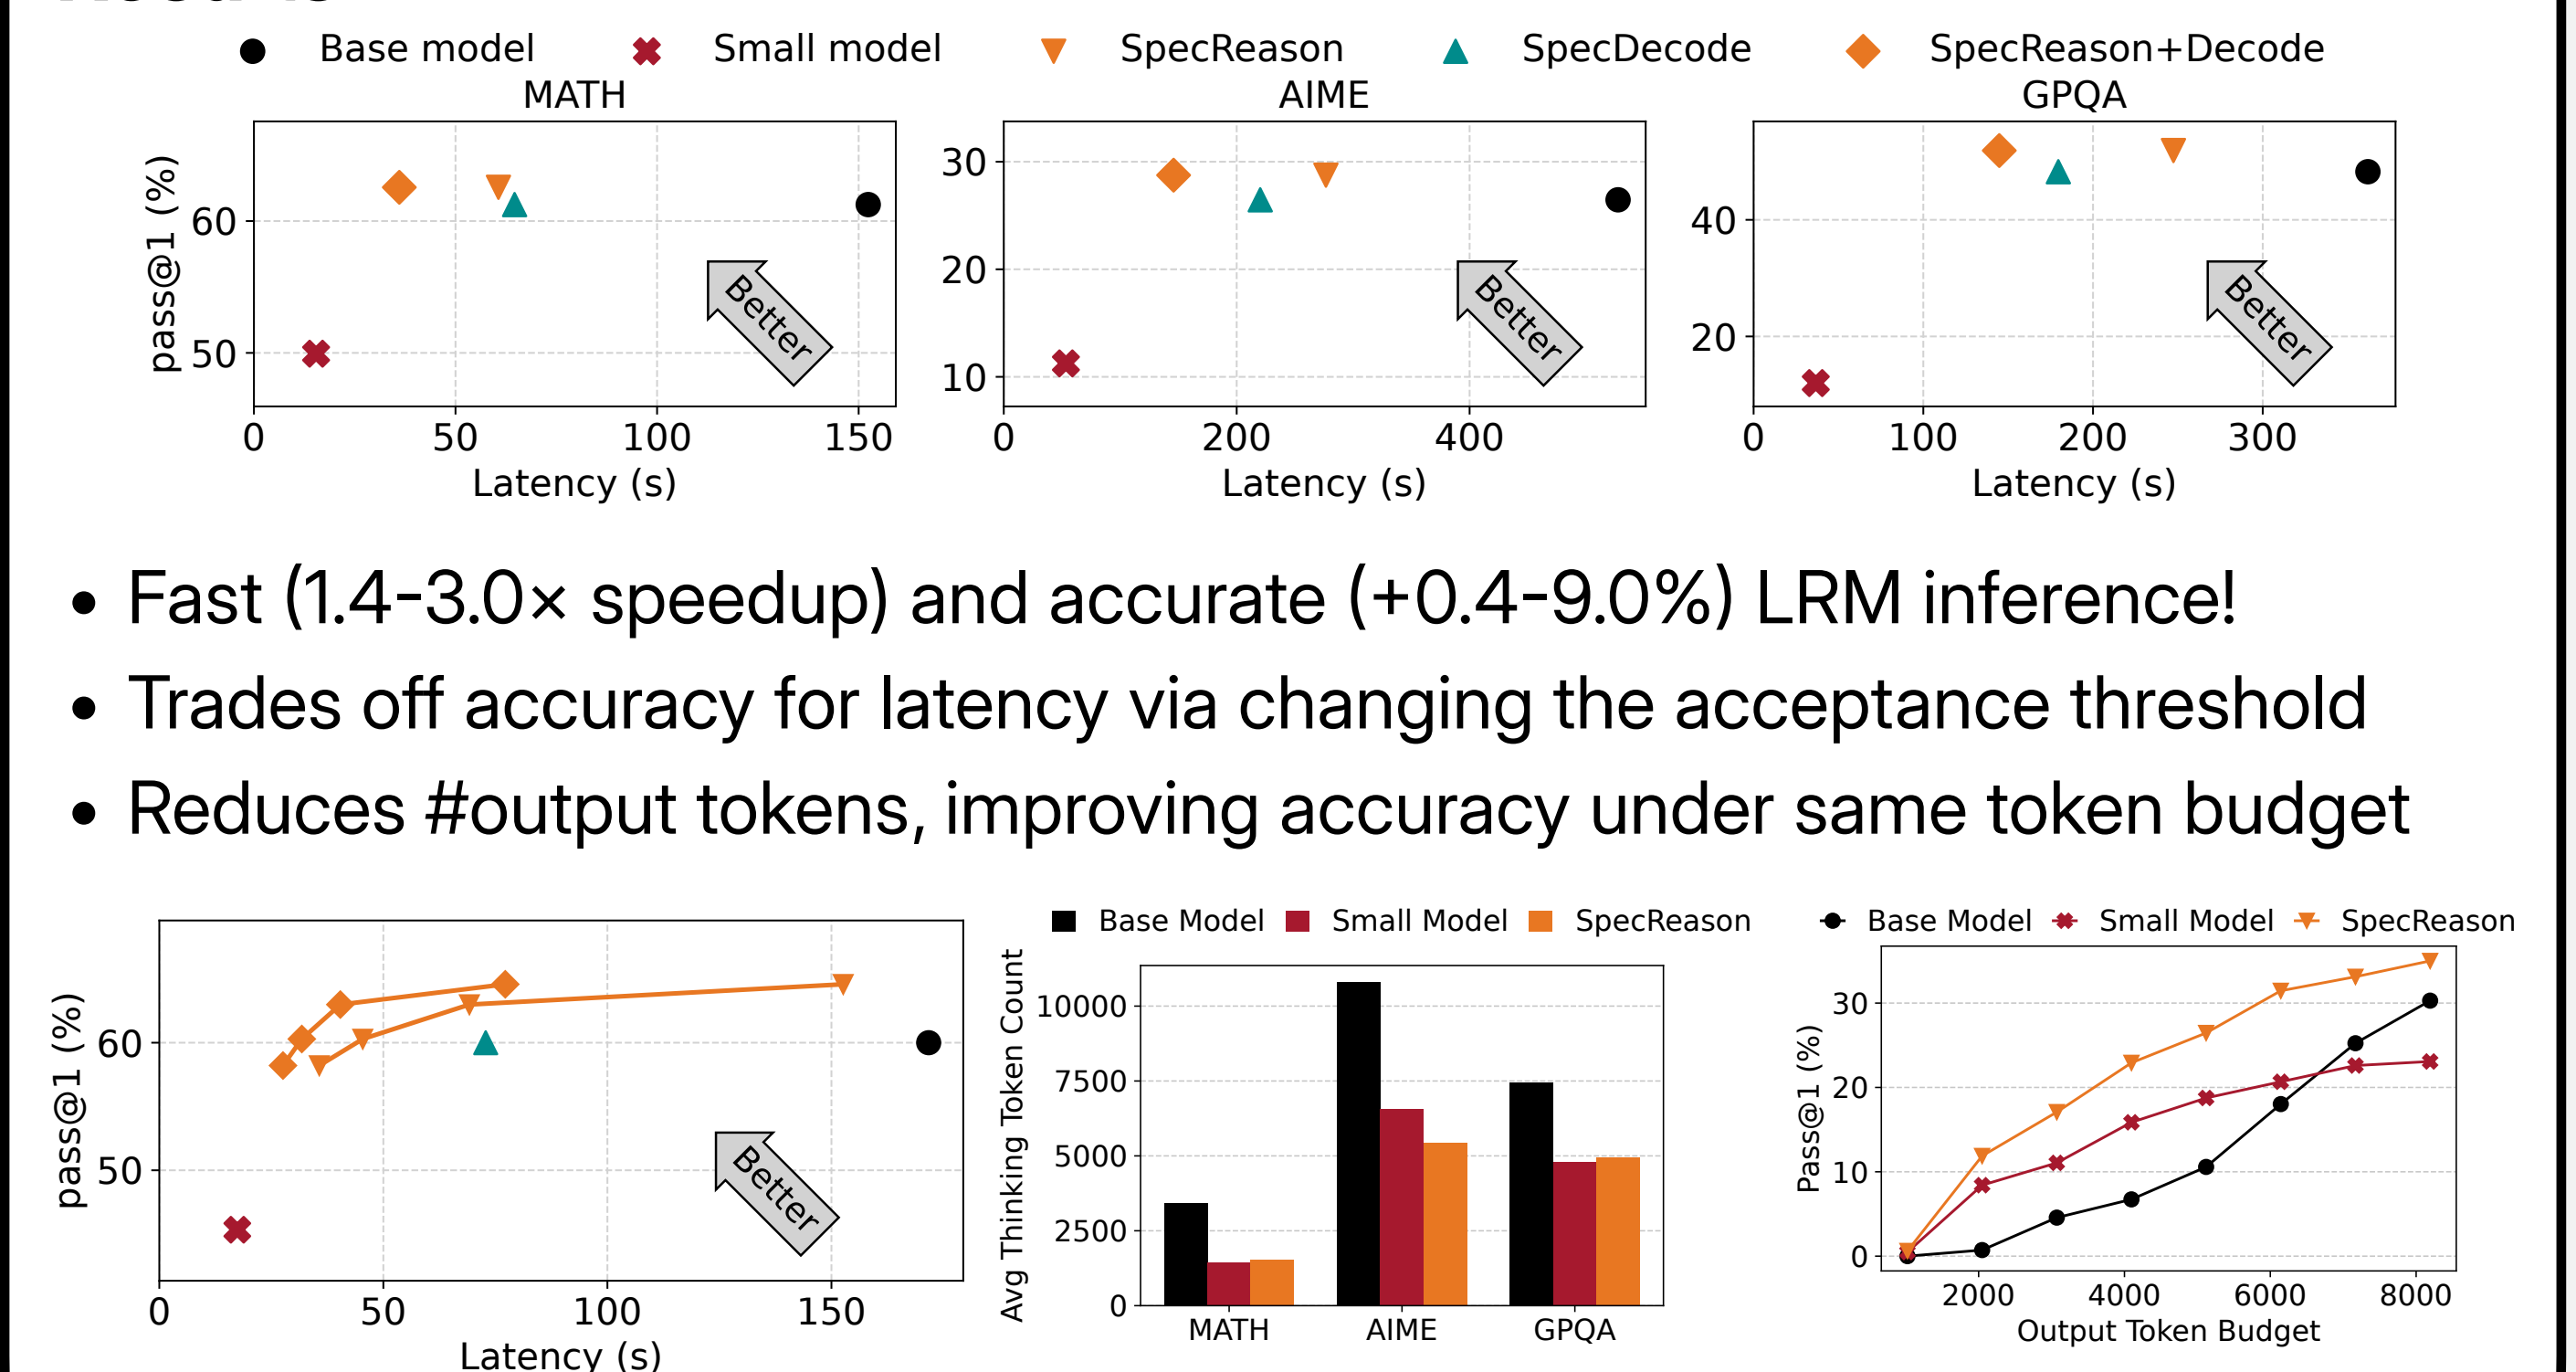 Base model Small model SpecReason SpecDecode SpecReason+Decode
MATH AIME GPQA
pass@1 (%)
60
50
0 50 100 150
Latency (s)
Better
30
20
10
0 200 400
Latency (s)
Better
40
20
0 100 200 300
Latency (s)
Better
• Fast (1.4-3.0× speedup) and accurate (+0.4-9.0%) LRM inference!
• Trades off accuracy for latency via changing the acceptance threshold
• Reduces #output tokens, improving accuracy under same token budget
pass@1 (%)
60
50
0 50 100 150
Latency (s)
Better
Base Model Small Model SpecReason
Avg Thinking Token Count
10000
7500
5000
2500
0
MATH AIME GPQA
Base Model Small Model SpecReason
Pass@1 (%)
30
20
10
0
2000 4000 6000 8000
Output Token Budget